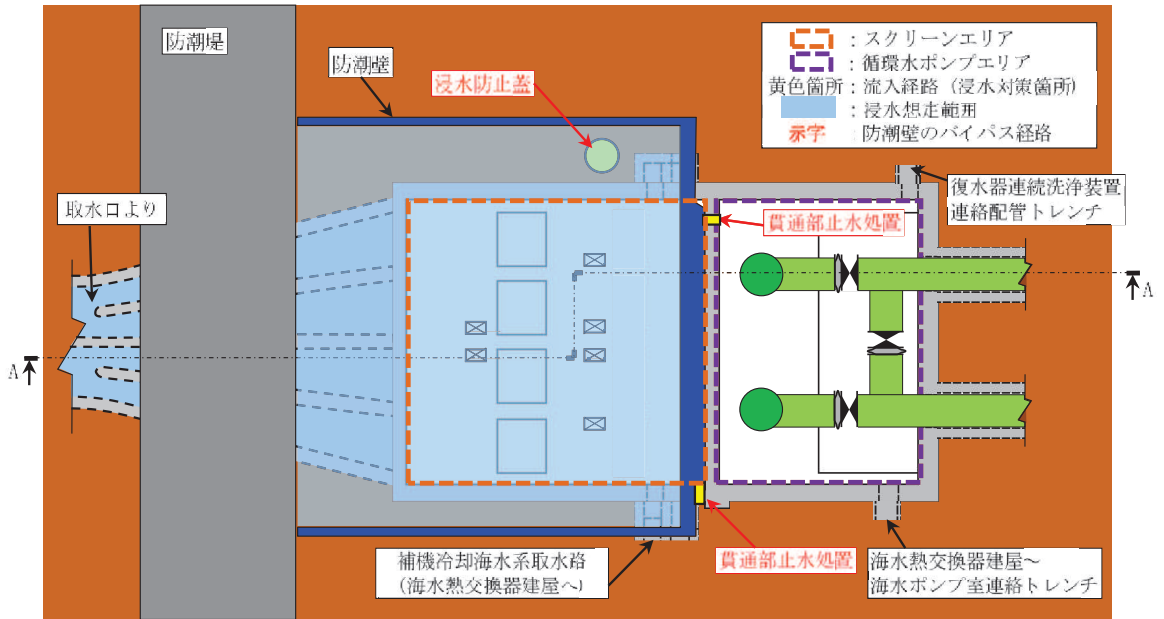 防潮堤
防潮壁
浸水防止蓋
：スクリーンエリア
：循環水ポンプエリア
黄色箇所：流入経路（浸水対策箇所）
：浸水想走範囲
赤字：防潮壁のバイパス経路
取水口より
復水器連続洗浄装置
連絡配管トレンチ
貫通部止水処置
A
A
補機冷却海水系取水路
(海水熱交換器建屋へ)
貫通部止水処置
海水熱交換器建屋～
海水ポンプ室連絡トレンチ